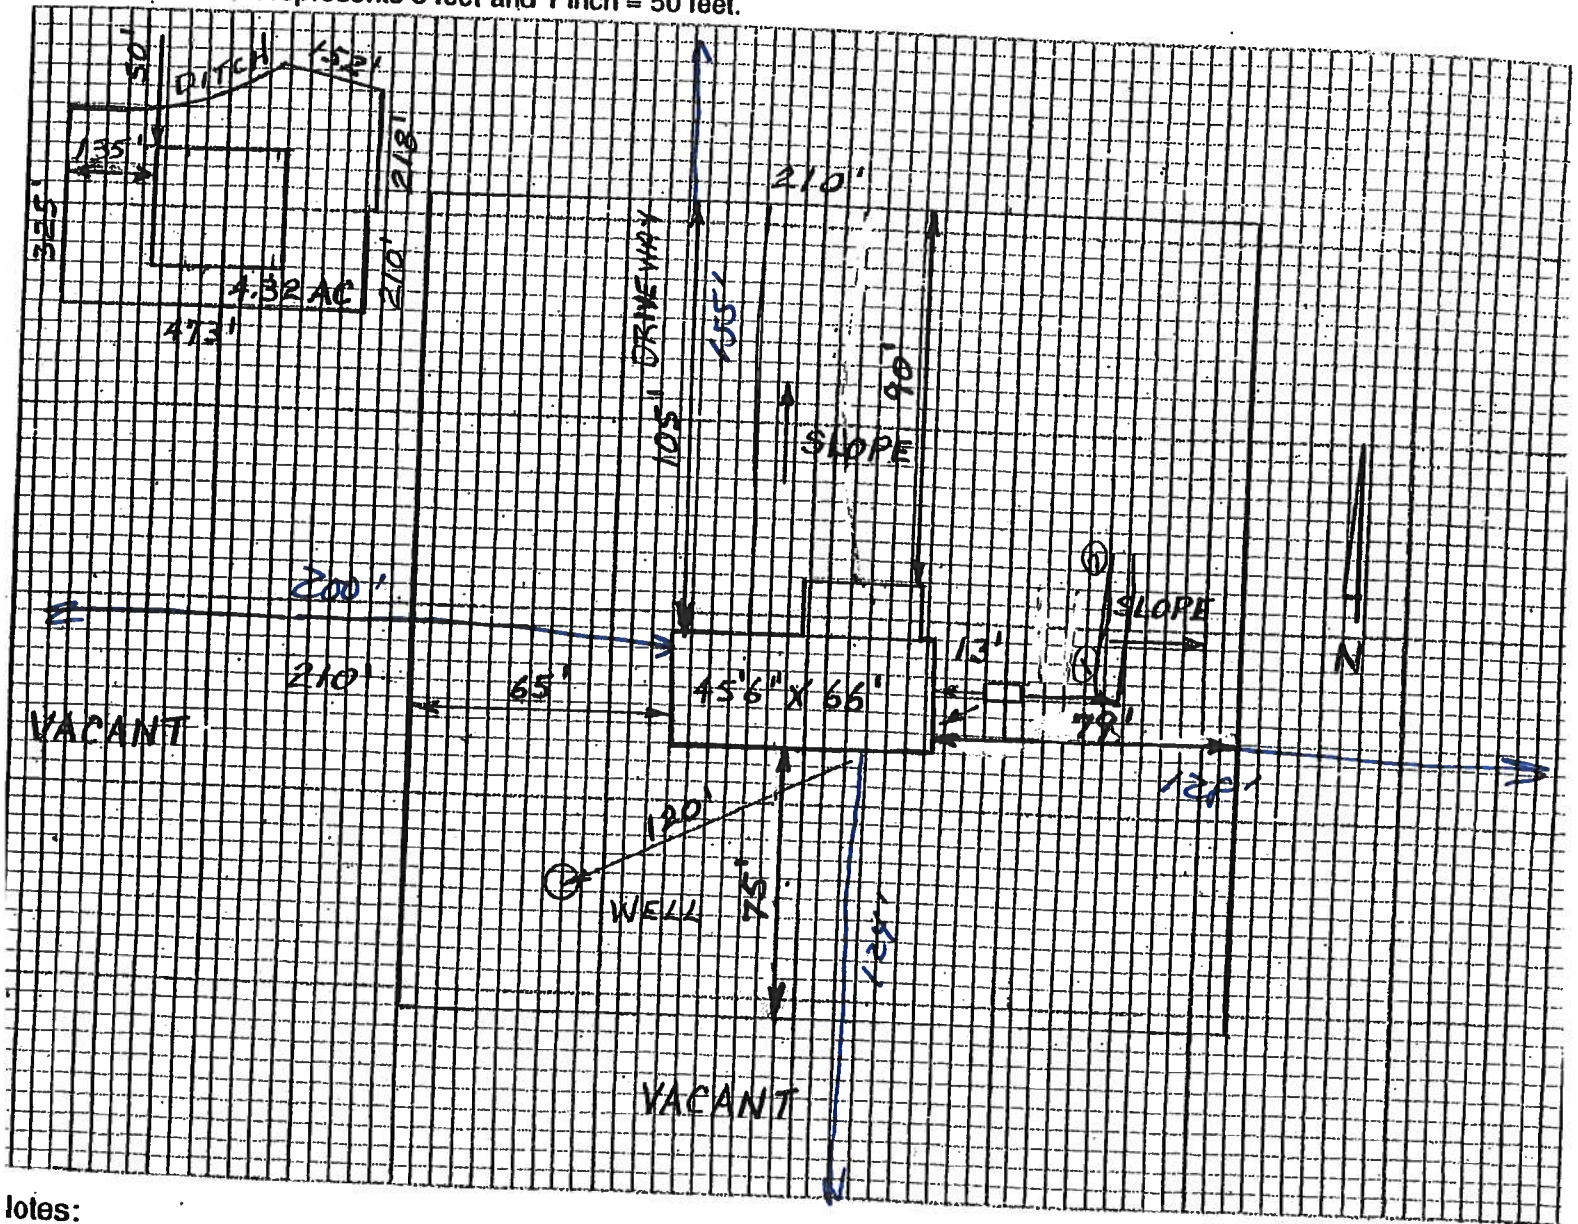 epresents 5 feet and 1 inch = 50 feet.
50'
DITCH
152'
135'
325'
218'
210'
4.32 AC
473'
210'
DRIVEWAY
155'
105'
90'
SLOPE
200'
SLOPE
13'
210'
65'
45'6" X 66'
79'
N
VACANT
120'
WELL
75'
VACANT
lotes: